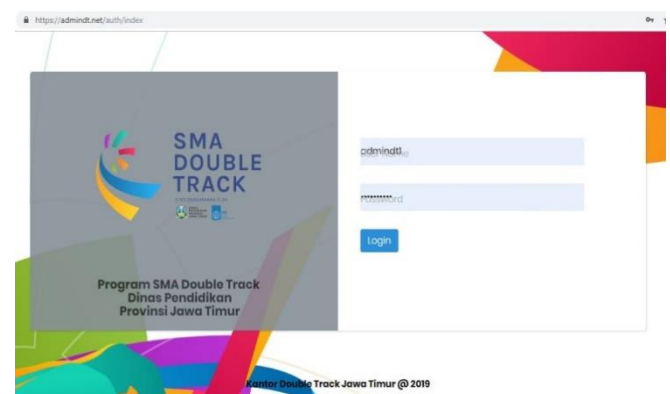 https://admindt.net/auth/index
SMA
DOUBLE
TRACK
admindt1
Password
Login
Program SMA Double Track
Dinas Pendidikan
Provinsi Jawa Timur
Kantor Double Track Jawa Timur @ 2019